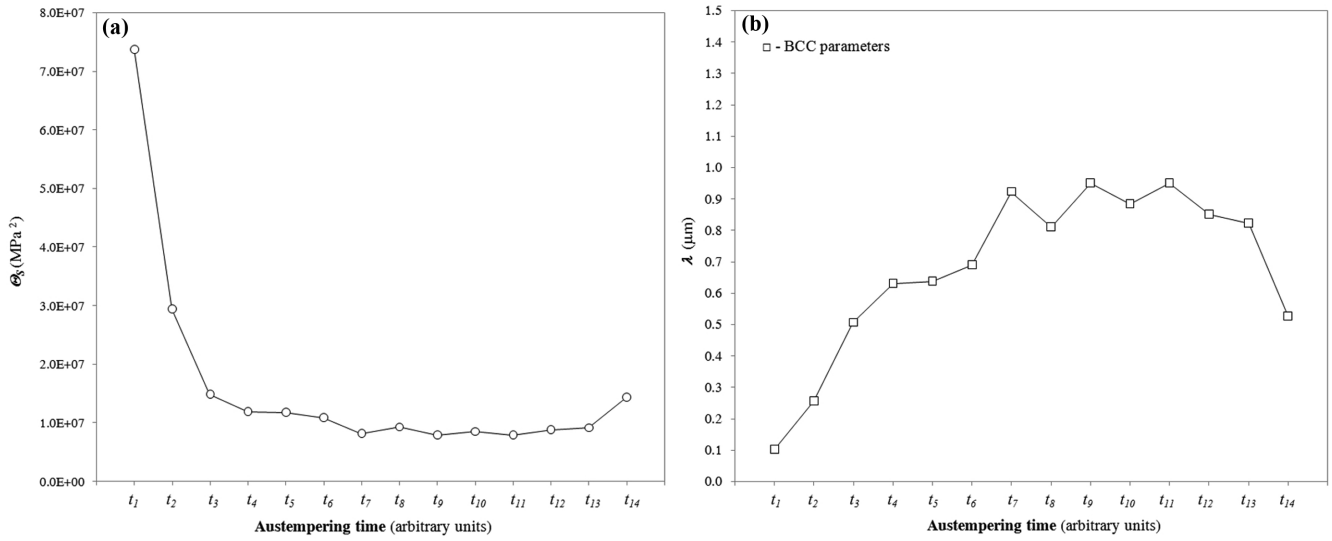 (a)
8.0E+07
7.0E+07
6.0E+07
5.0E+07
4.0E+07
3.0E+07
2.0E+07
1.0E+07
0.0E+00
Θs (MPa ²)
t1 t2 t3 t4 t5 t6 t7 t8 t9 t10 t11 t12 t13 t14
Austempering time (arbitrary units)
(b)
- BCC parameters
1.5
1.4
1.3
1.2
1.1
1.0
0.9
0.8
0.7
0.6
0.5
0.4
0.3
0.2
0.1
0.0
λ (μm)
t1 t2 t3 t4 t5 t6 t7 t8 t9 t10 t11 t12 t13 t14
Austempering time (arbitrary units)